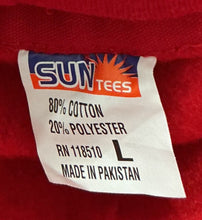 SUN
TEES
80% COTTON
20% POLYESTER
RN 118510 L
MADE IN PAKISTAN